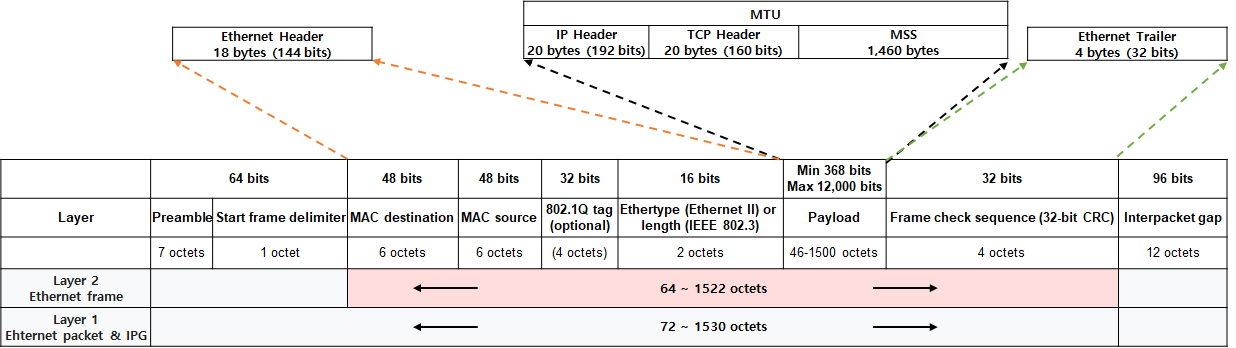 MTU
Ethernet Header
18 bytes (144 bits)
IP Header
20 bytes (192 bits)
TCP Header
20 bytes (160 bits)
MSS
1,460 bytes
Ethernet Trailer
4 bytes (32 bits)
64 bits
48 bits
48 bits
32 bits
16 bits
Min 368 bits
Max 12,000 bits
32 bits
96 bits
Layer
Preamble
Start frame delimiter
MAC destination
MAC source
802.1Q tag
(optional)
Ethertype (Ethernet II) or
length (IEEE 802.3)
Payload
Frame check sequence (32-bit CRC)
Interpacket gap
7 octets
1 octet
6 octets
6 octets
(4 octets)
2 octets
46-1500 octets
4 octets
12 octets
Layer 2
Ethernet frame
64 ~ 1522 octets
Layer 1
Ehternet packet & IPG
72 ~ 1530 octets